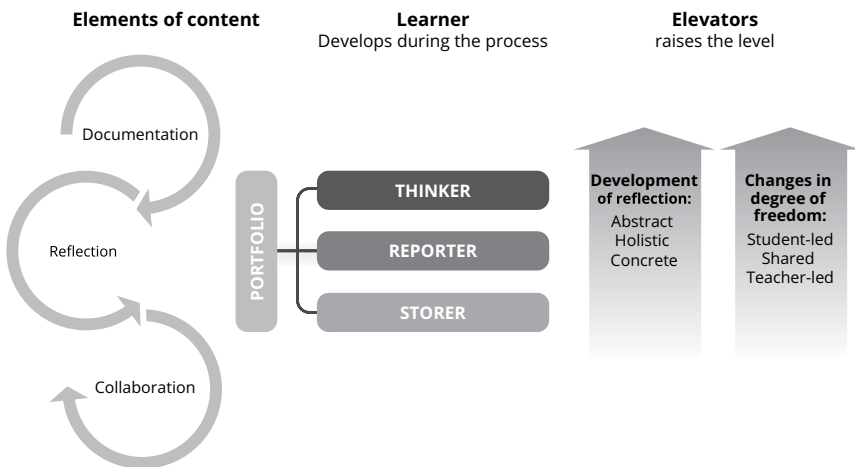 Elements of content
Documentation
Reflection
Collaboration
PORTFOLIO
Learner
Develops during the process
THINKER
REPORTER
STORER
Elevators
raises the level
Development
of reflection:
Abstract
Holistic
Concrete
Changes in
degree of
freedom:
Student-led
Shared
Teacher-led